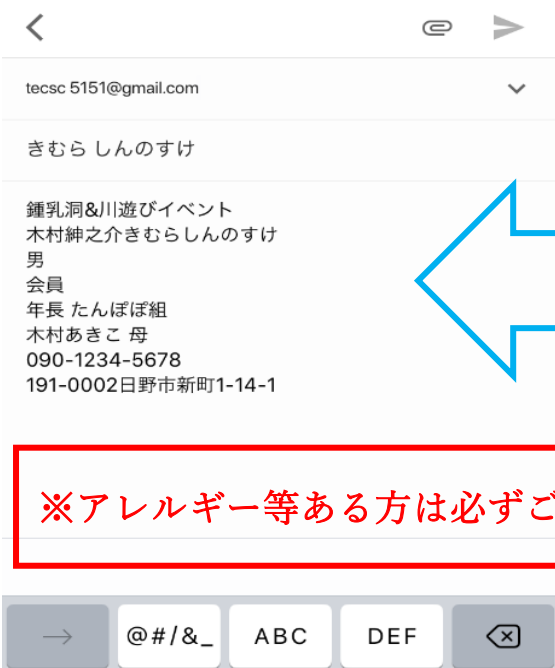 tecsc 5151@gmail.com
きむら しんのすけ
鍾乳洞&川遊びイベント
木村紳之介きむらしんのすけ
男
会員
年長 たんぽぽ組
木村あきこ 母
090-1234-5678
191-0002日野市新町1-14-1
※アレルギー等ある方は必ずご
→ @#/&_ ABC DEF